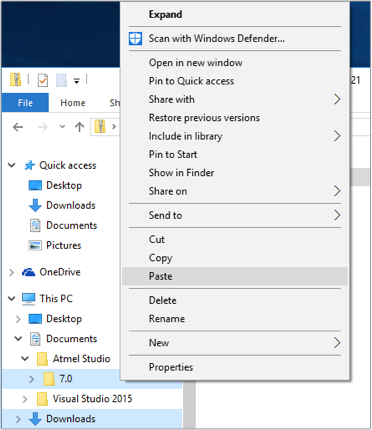 Expand
Scan with Windows Defender...
Open in new window
Pin to Quick access
21
Share with
File
Home
Sh
Restore previous versions
Include in library
Pin to Start
Quick access
Show in Finder
Desktop
Share on
Downloads
Send to
Documents
Pictures
Cut
Copy
OneDrive
Paste
This PC
Delete
Desktop
Rename
Documents
New
Atmel Studio
Properties
7.0
Visual Studio 2015
Downloads